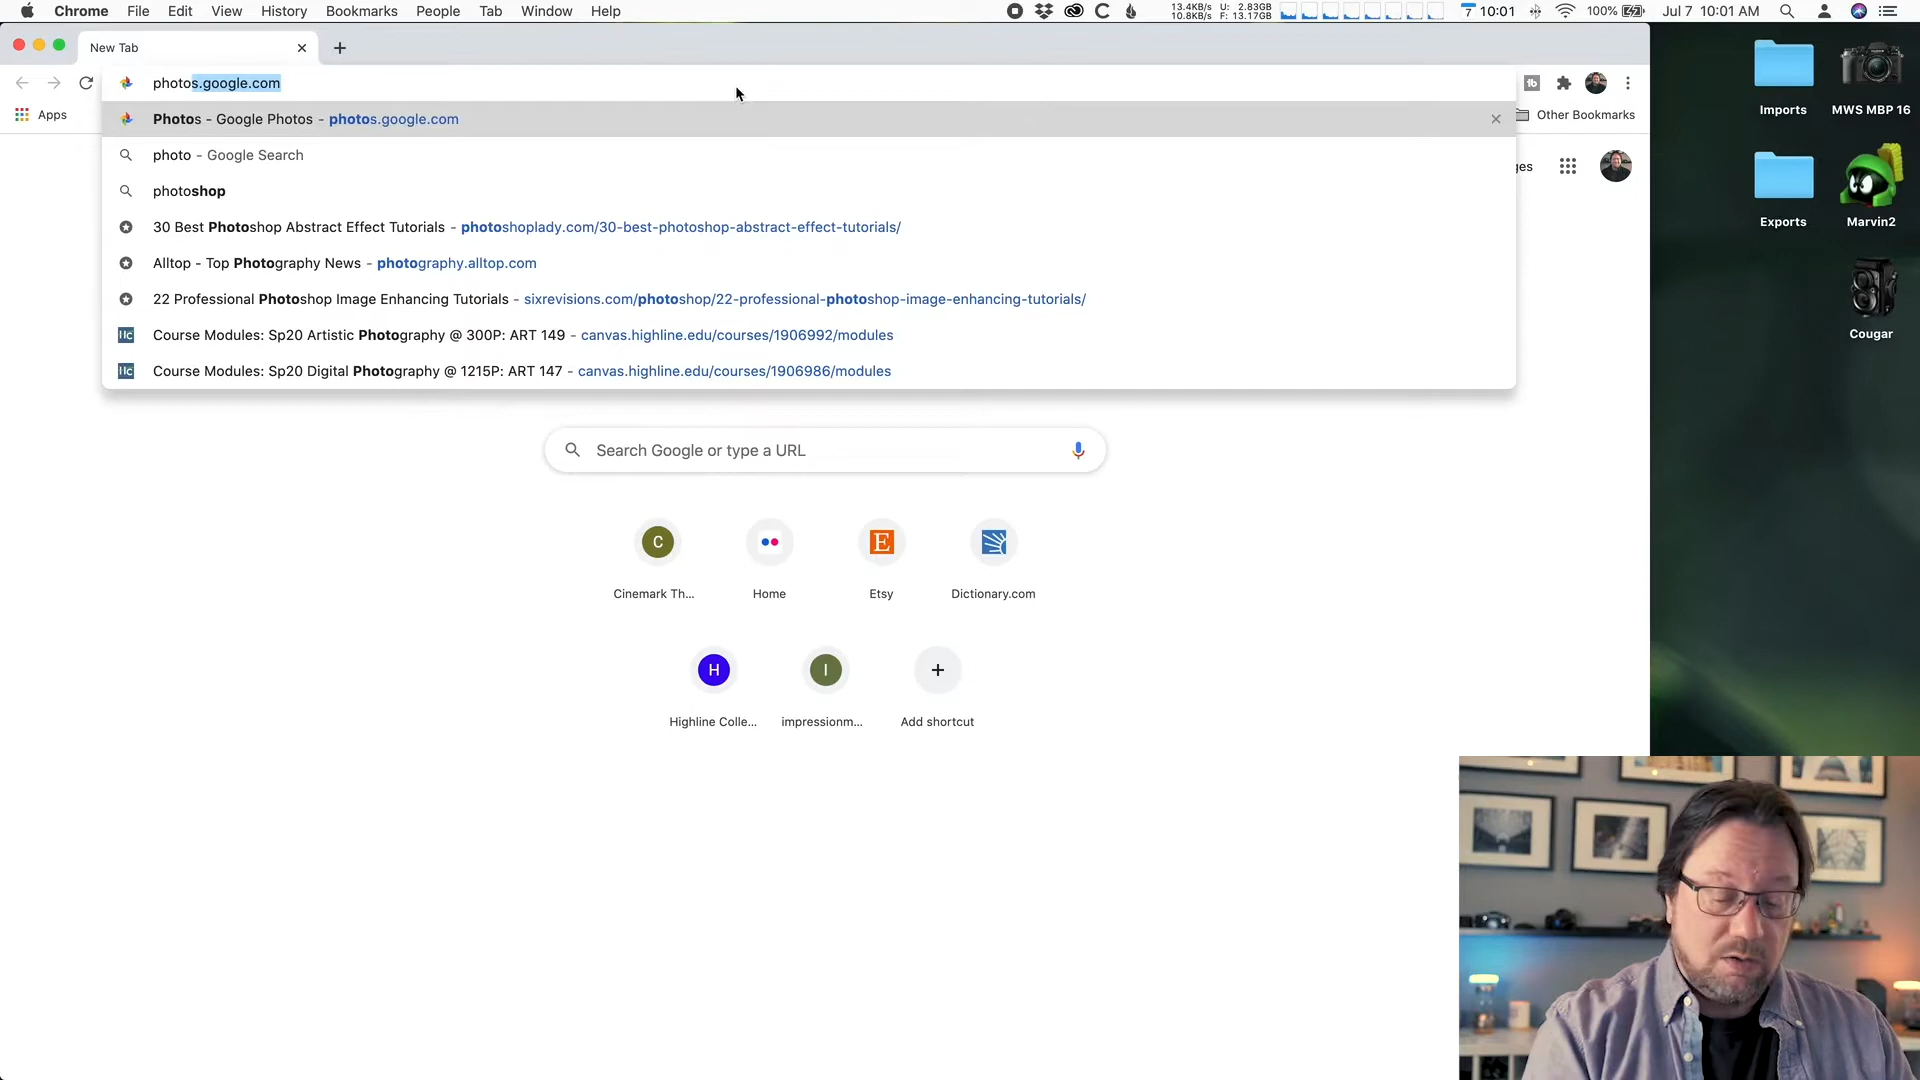 Chrome File Edit View History Bookmarks People Tab Window Help
13.4KB/s U: 2.83GB
10.8KB/s F: 13.17GB
7 10:01 100% Jul 7 10:01 AM
New Tab
photos.google.com
Apps
Other Bookmarks
Photos - Google Photos - photos.google.com
photo - Google Search
photoshop
30 Best Photoshop Abstract Effect Tutorials - photoshoplady.com/30-best-photoshop-abstract-effect-tutorials/
Alltop - Top Photography News - photography.alltop.com
22 Professional Photoshop Image Enhancing Tutorials - sixrevisions.com/photoshop/22-professional-photoshop-image-enhancing-tutorials/
Hc Course Modules: Sp20 Artistic Photography @ 300P: ART 149 - canvas.highline.edu/courses/1906992/modules
Hc Course Modules: Sp20 Digital Photography @ 1215P: ART 147 - canvas.highline.edu/courses/1906986/modules
Search Google or type a URL
C
E
Cinemark Th... Home Etsy Dictionary.com
H I
Highline Colle... impressionm... Add shortcut
Imports MWS MBP 16
Exports Marvin2
Cougar